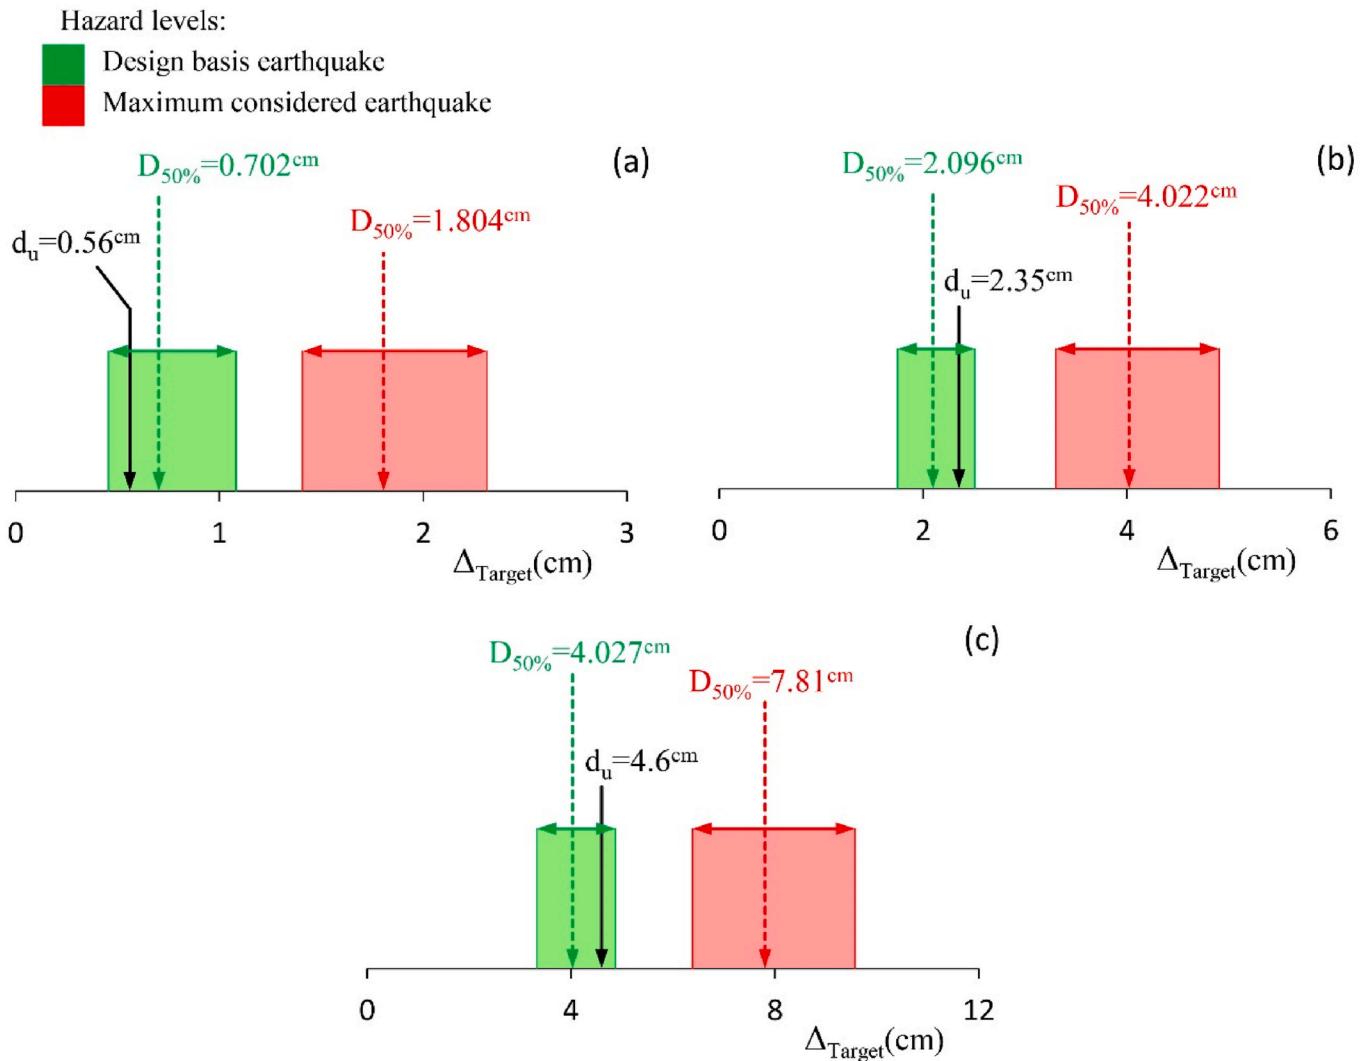 Hazard levels:
Design basis earthquake
Maximum considered earthquake
(a)
D50%=0.702cm
D50%=1.804cm
du=0.56cm
0 1 2 3
ΔTarget(cm)
(b)
D50%=2.096cm
D50%=4.022cm
du=2.35cm
0 2 4 6
ΔTarget(cm)
(c)
D50%=4.027cm
D50%=7.81cm
du=4.6cm
0 4 8 12
ΔTarget(cm)